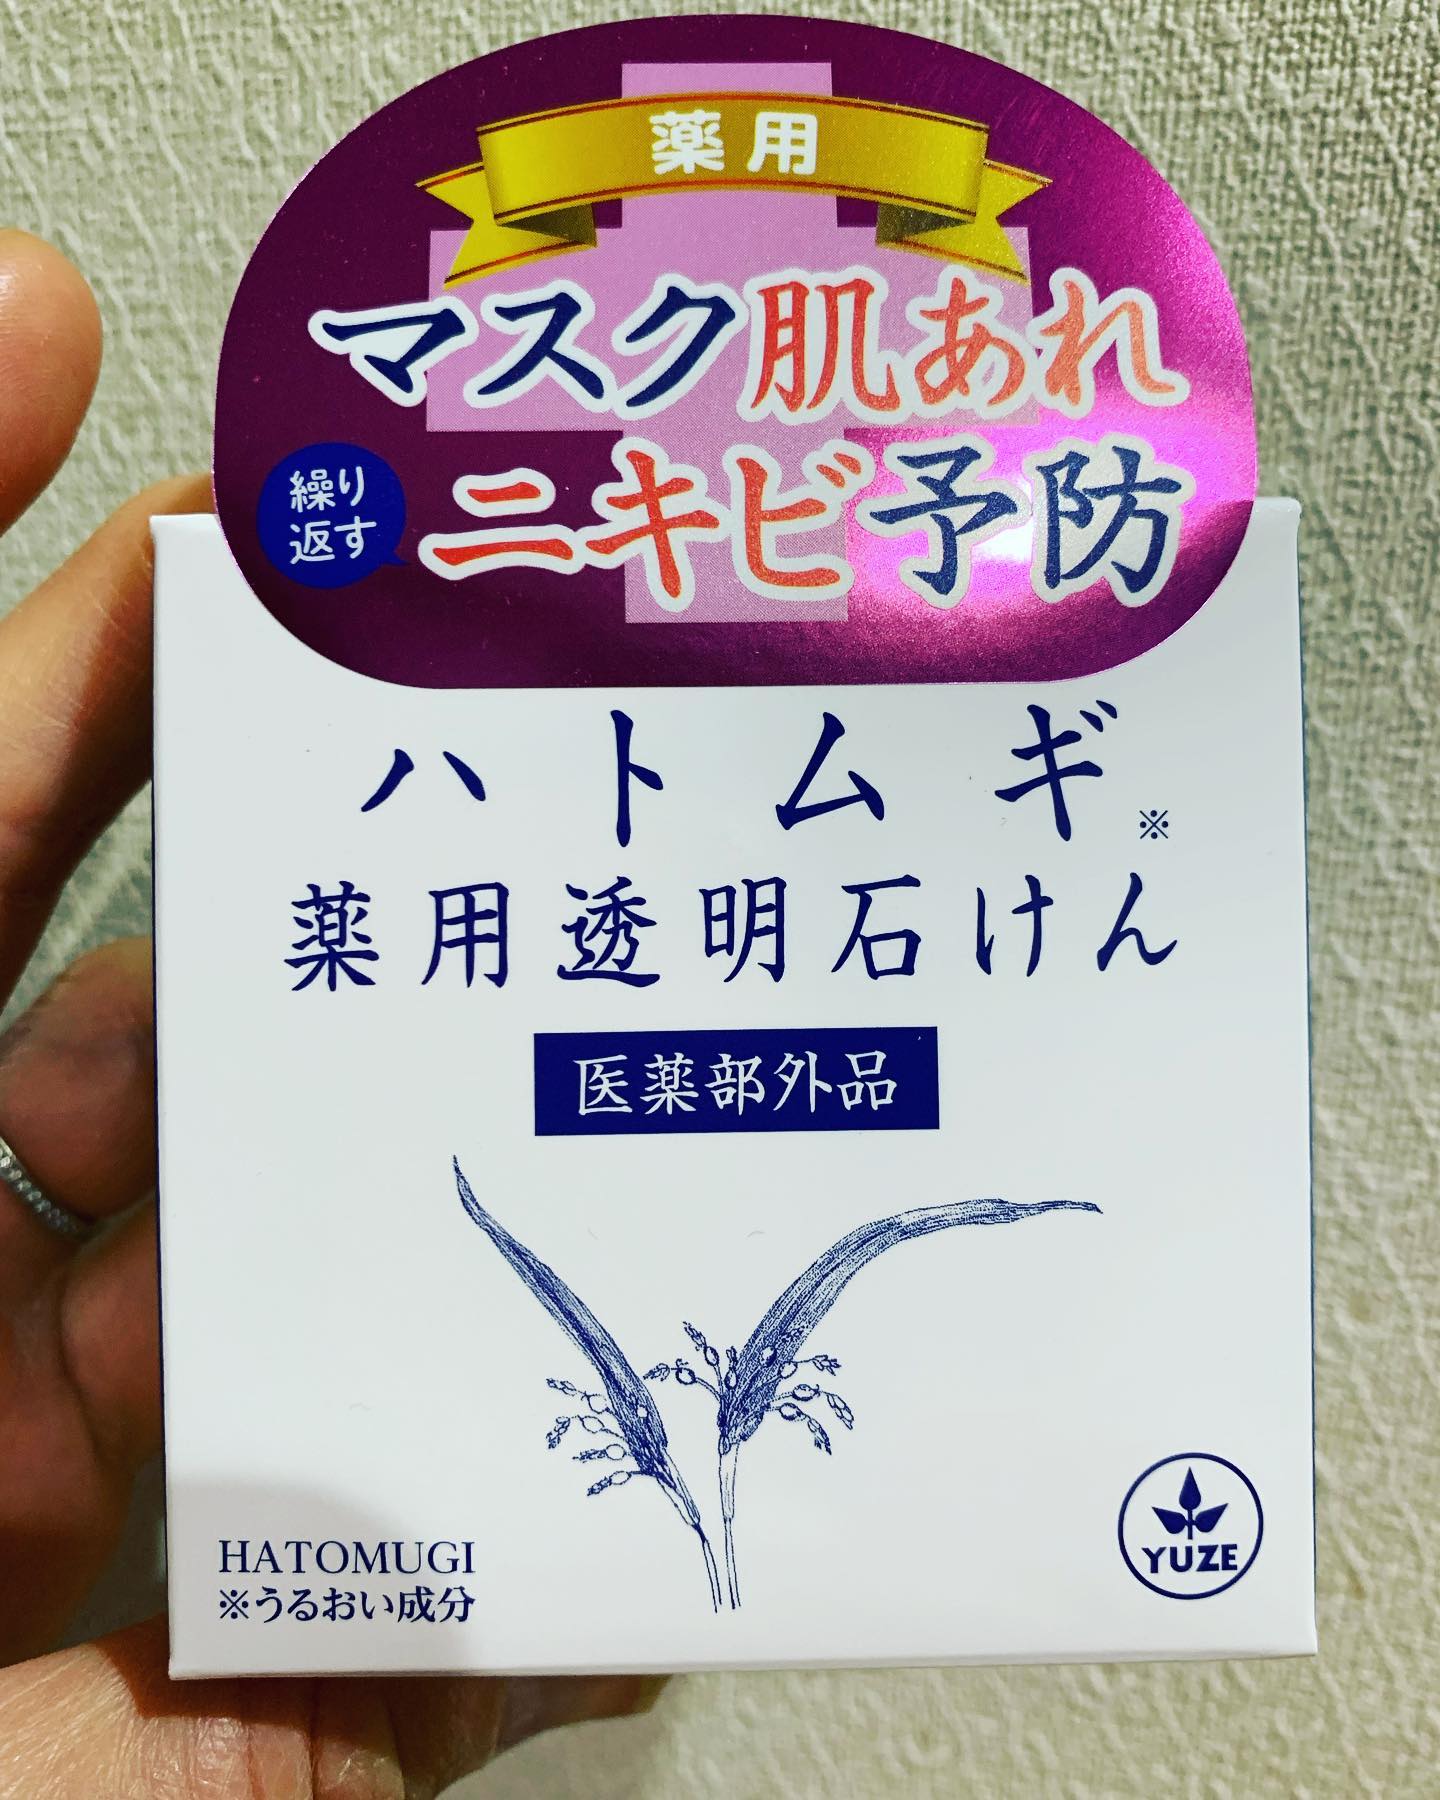 薬用
マスク肌あれ
繰り
返す
ニキビ予防
ハトムギ※
薬用透明石けん
医薬部外品
HATOMUGI
※うるおい成分
YUZE